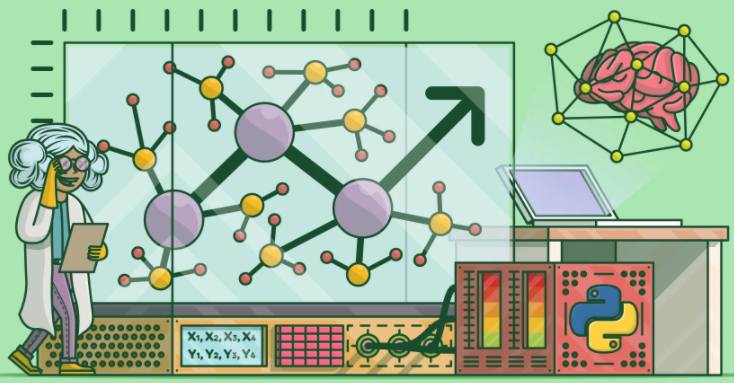 X₁, X₂, X₃, X₄
Y₁, Y₂, Y₃, Y₄